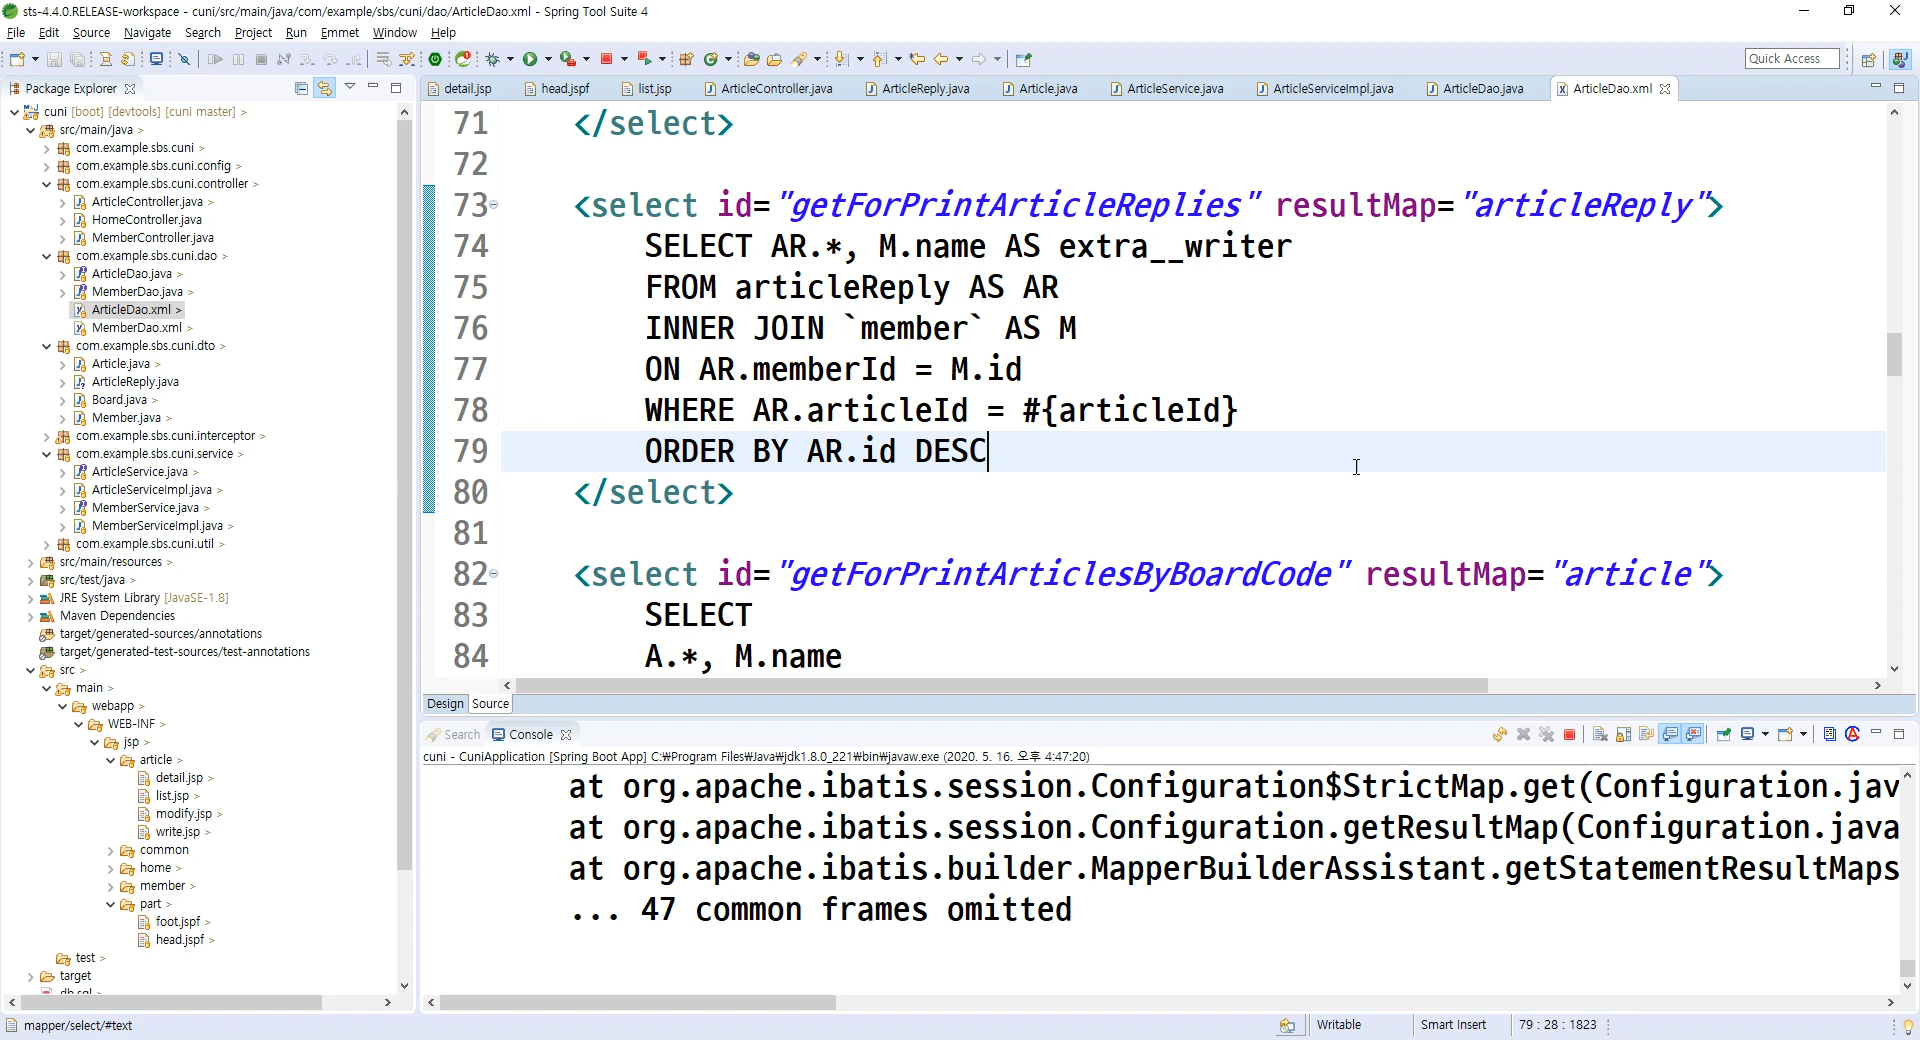 sts-4.4.0.RELEASE-workspace - cuni/src/main/java/com/example/sbs/cuni/dao/ArticleDao.xml - Spring Tool Suite 4
File Edit Source Navigate Search Project Run Emmet Window Help
Quick Access
Package Explorer
cuni [boot] [devtools] [cuni master] >
src/main/java >
com.example.sbs.cuni >
com.example.sbs.cuni.config >
com.example.sbs.cuni.controller >
ArticleController.java >
HomeController.java
MemberController.java
com.example.sbs.cuni.dao >
ArticleDao.java >
MemberDao.java >
ArticleDao.xml >
MemberDao.xml >
com.example.sbs.cuni.dto >
Article.java >
ArticleReply.java
Board.java >
Member.java >
com.example.sbs.cuni.interceptor >
com.example.sbs.cuni.service >
ArticleService.java >
ArticleServiceImpl.java >
MemberService.java >
MemberServiceImpl.java >
com.example.sbs.cuni.util >
src/main/resources >
src/test/java >
JRE System Library [JavaSE-1.8]
Maven Dependencies
target/generated-sources/annotations
target/generated-test-sources/test-annotations
src >
main >
webapp >
WEB-INF >
jsp >
article >
detail.jsp >
list.jsp >
modify.jsp >
write.jsp >
common
home >
member >
part >
foot.jspf >
head.jspf >
test >
target
db.sql
detail.jsp head.jspf list.jsp ArticleController.java ArticleReply.java Article.java ArticleService.java ArticleServiceImpl.java ArticleDao.java ArticleDao.xml
71 </select>
72
73 <select id="getForPrintArticleReplies" resultMap="articleReply">
74 SELECT AR.*, M.name AS extra__writer
75 FROM articleReply AS AR
76 INNER JOIN `member` AS M
77 ON AR.memberId = M.id
78 WHERE AR.articleId = #{articleId}
79 ORDER BY AR.id DESC
80 </select>
81
82 <select id="getForPrintArticlesByBoardCode" resultMap="article">
83 SELECT
84 A.*, M.name
Design Source
Search Console
cuni - CuniApplication [Spring Boot App] C:₩Program Files₩Java₩jdk1.8.0_221₩bin₩javaw.exe (2020. 5. 16. 오후 4:47:20)
at org.apache.ibatis.session.Configuration$StrictMap.get(Configuration.jav
at org.apache.ibatis.session.Configuration.getResultMap(Configuration.java
at org.apache.ibatis.builder.MapperBuilderAssistant.getStatementResultMaps
... 47 common frames omitted
mapper/select/#text
Writable Smart Insert 79 : 28 : 1823